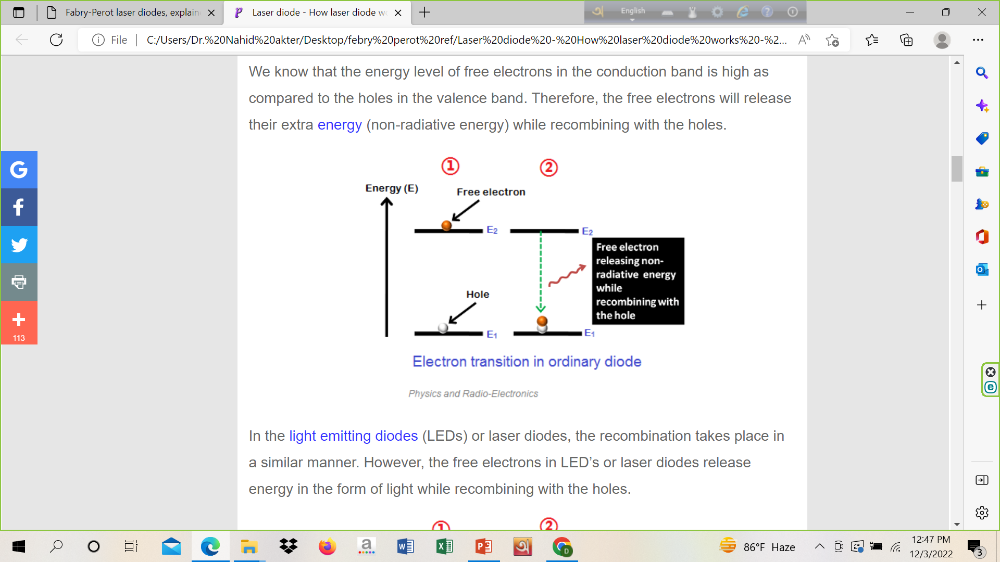 Fabry-Perot laser diodes, explain
Laser diode - How laser diode wo
English
File
C:/Users/Dr.%20Nahid%20akter/Desktop/febry%20perot%20ref/Laser%20diode%20-%20How%20laser%20diode%20works%20-%2...
We know that the energy level of free electrons in the conduction band is high as
compared to the holes in the valence band. Therefore, the free electrons will release
their extra energy (non-radiative energy) while recombining with the holes.
113
1 2
Energy (E)
Free electron
E2 E2
Free electron
releasing non-
radiative energy
while
recombining with
the hole
Hole
E1 E1
Electron transition in ordinary diode
Physics and Radio-Electronics
In the light emitting diodes (LEDs) or laser diodes, the recombination takes place in
a similar manner. However, the free electrons in LED’s or laser diodes release
energy in the form of light while recombining with the holes.
1 2
86°F Haze
12:47 PM
12/3/2022
3